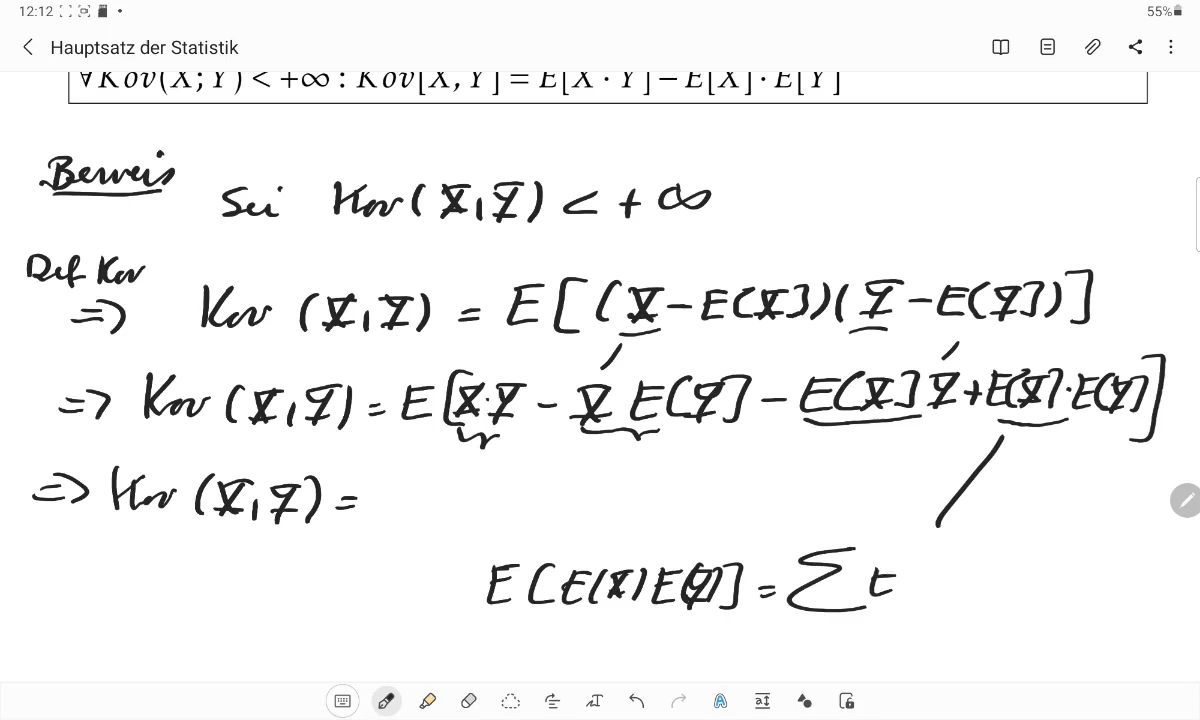 12:12
55%
Hauptsatz der Statistik
∀Kov(X;Y) < +∞ : Kov[X, Y] = E[X · Y] − E[X] · E[Y]
Beweis
Sei Kov(X,Y) < + ∞
Def Kov
=> Kov (X,Y) = E[(X−E[X])(Y−E[Y])]
=> Kov (X,Y) = E[X·Y − X E[Y] − E[X] Y + E[X]·E[Y]]
=> Kov (X,Y) =
E[E(X)E(Y)] = Σ E